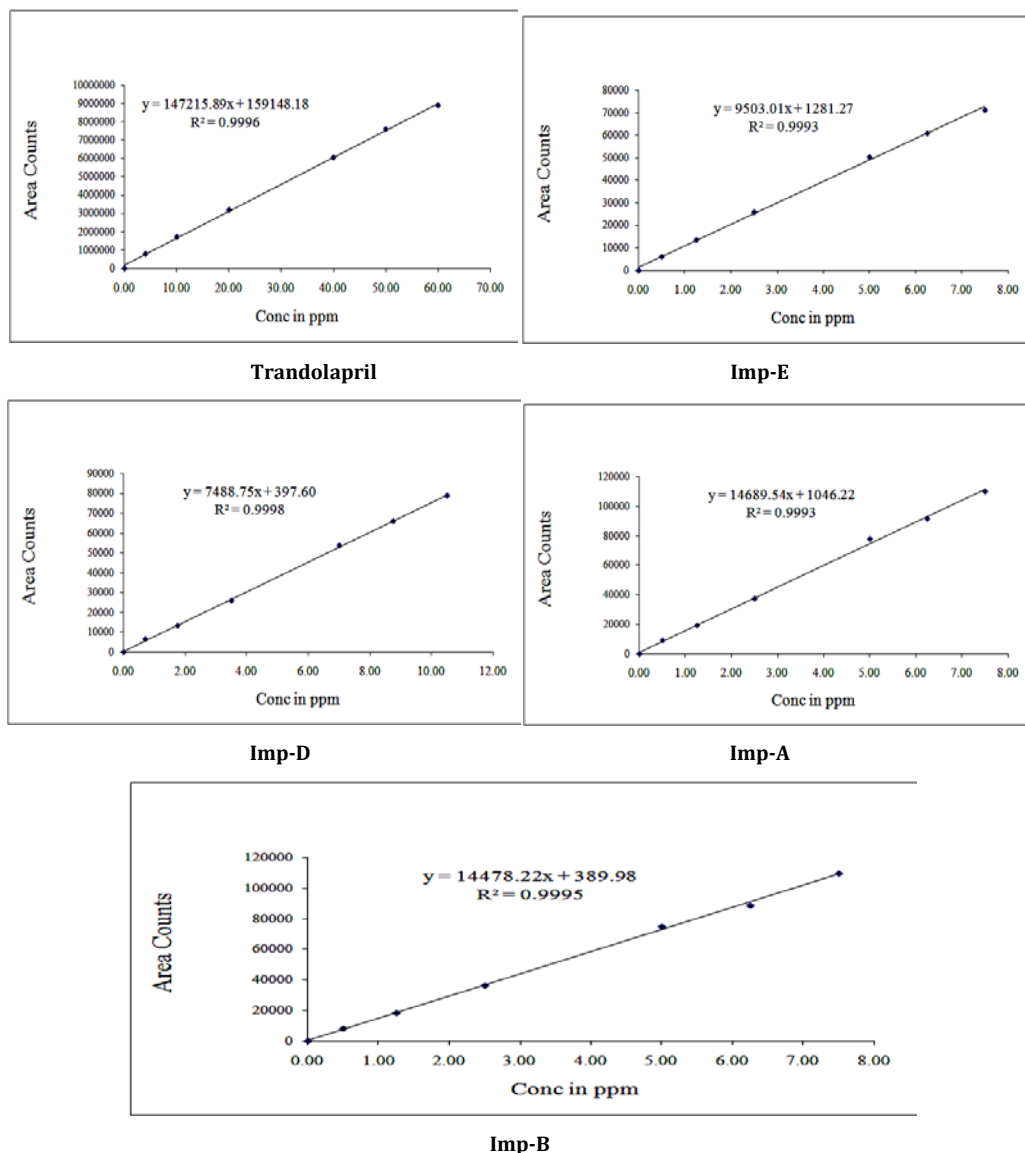 y = 147215.89x + 159148.18
R² = 0.9996
Area Counts
10000000
9000000
8000000
7000000
6000000
5000000
4000000
3000000
2000000
1000000
0
0.00 10.00 20.00 30.00 40.00 50.00 60.00 70.00
Conc in ppm
Trandolapril
y = 9503.01x + 1281.27
R² = 0.9993
Area Counts
80000
70000
60000
50000
40000
30000
20000
10000
0
0.00 1.00 2.00 3.00 4.00 5.00 6.00 7.00 8.00
Conc in ppm
Imp-E
y = 7488.75x + 397.60
R² = 0.9998
Area Counts
90000
80000
70000
60000
50000
40000
30000
20000
10000
0
0.00 2.00 4.00 6.00 8.00 10.00 12.00
Conc in ppm
Imp-D
y = 14689.54x + 1046.22
R² = 0.9993
Area Counts
120000
100000
80000
60000
40000
20000
0
0.00 1.00 2.00 3.00 4.00 5.00 6.00 7.00 8.00
Conc in ppm
Imp-A
y = 14478.22x + 389.98
R² = 0.9995
Area Counts
120000
100000
80000
60000
40000
20000
0
0.00 1.00 2.00 3.00 4.00 5.00 6.00 7.00 8.00
Conc in ppm
Imp-B